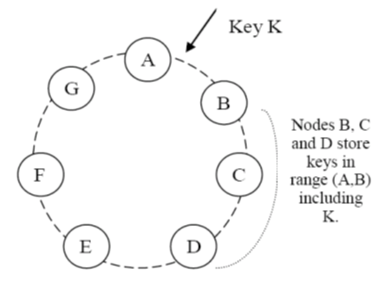 Key K
A
B
G
C
F
E
D
Nodes B, C
and D store
keys in
range (A,B)
including
K.